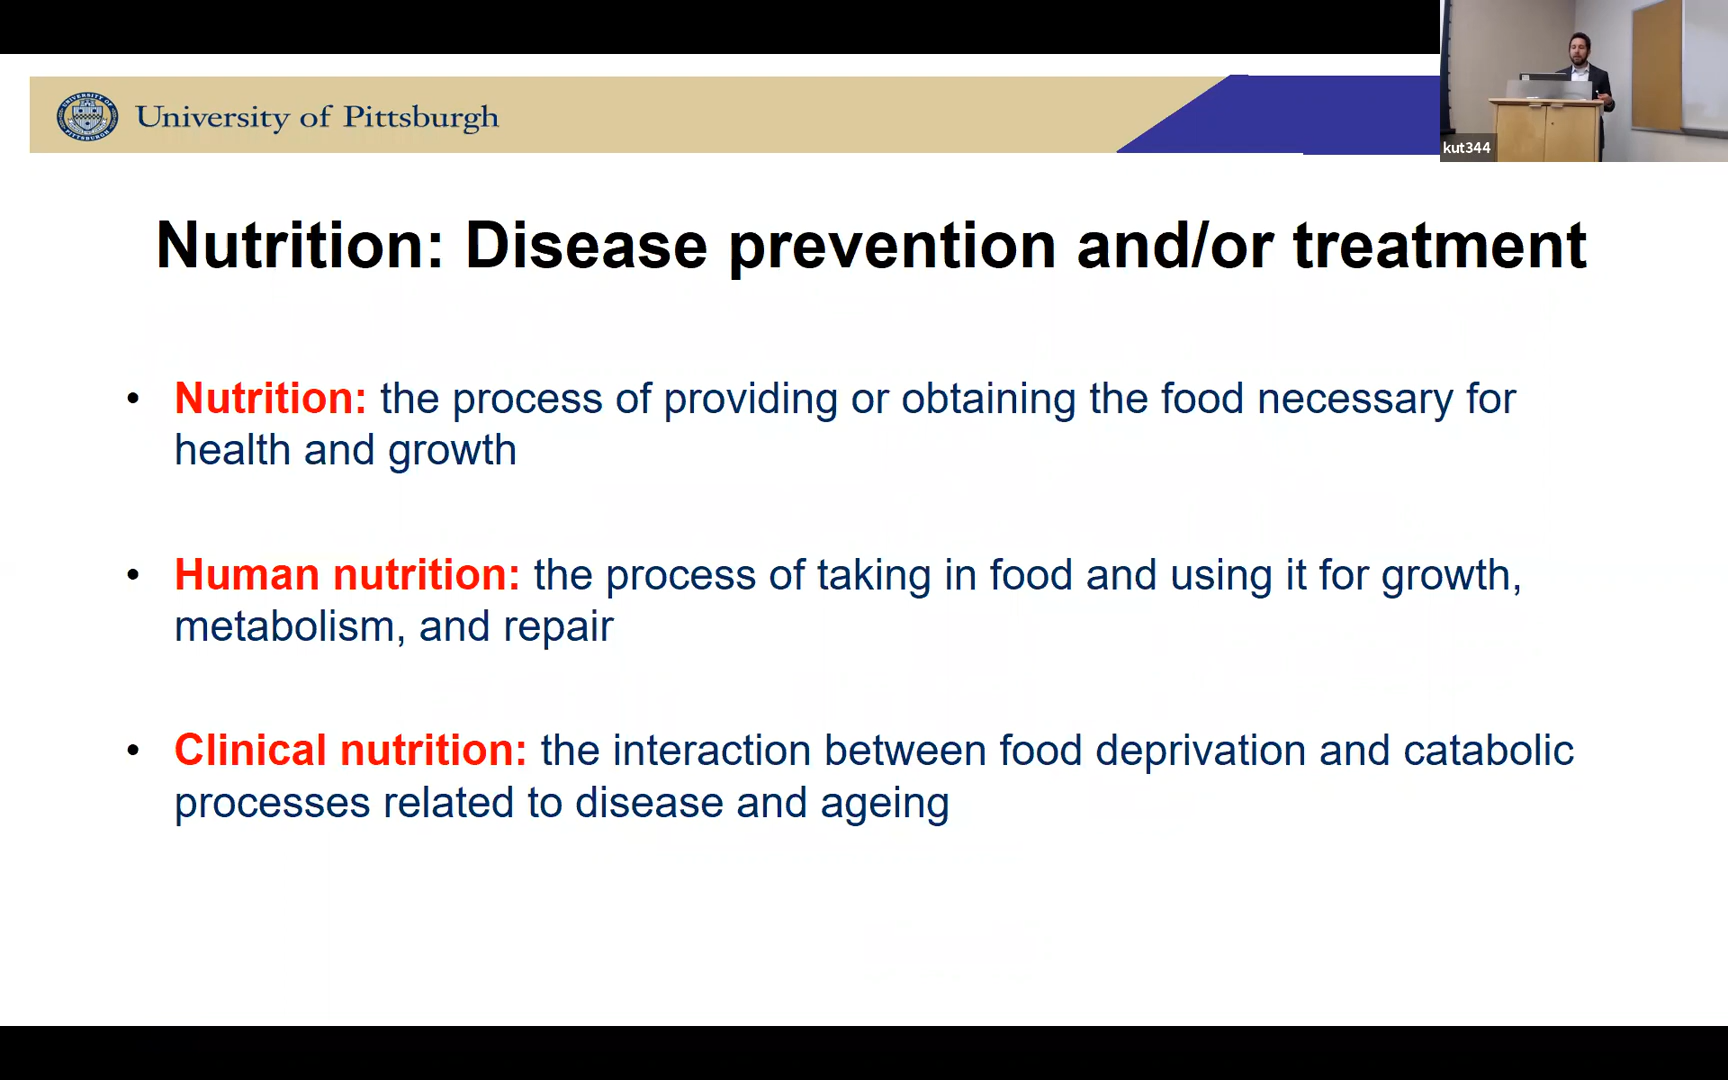 University of Pittsburgh
kut344
Nutrition: Disease prevention and/or treatment
• Nutrition: the process of providing or obtaining the food necessary for
health and growth
• Human nutrition: the process of taking in food and using it for growth,
metabolism, and repair
• Clinical nutrition: the interaction between food deprivation and catabolic
processes related to disease and ageing